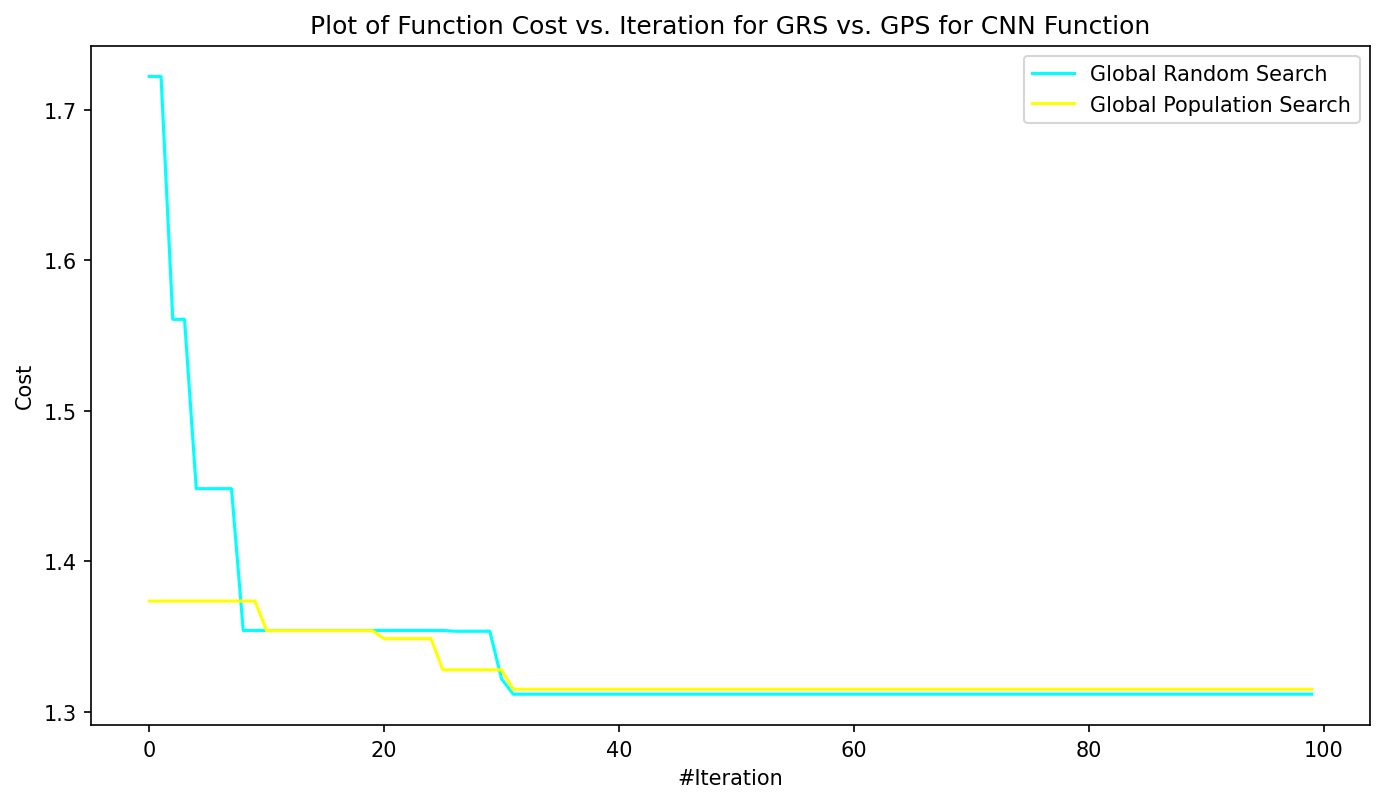 Plot of Function Cost vs. Iteration for GRS vs. GPS for CNN Function
Global Random Search
Global Population Search
1.7
1.6
1.5
1.4
1.3
Cost
0 20 40 60 80 100
#Iteration